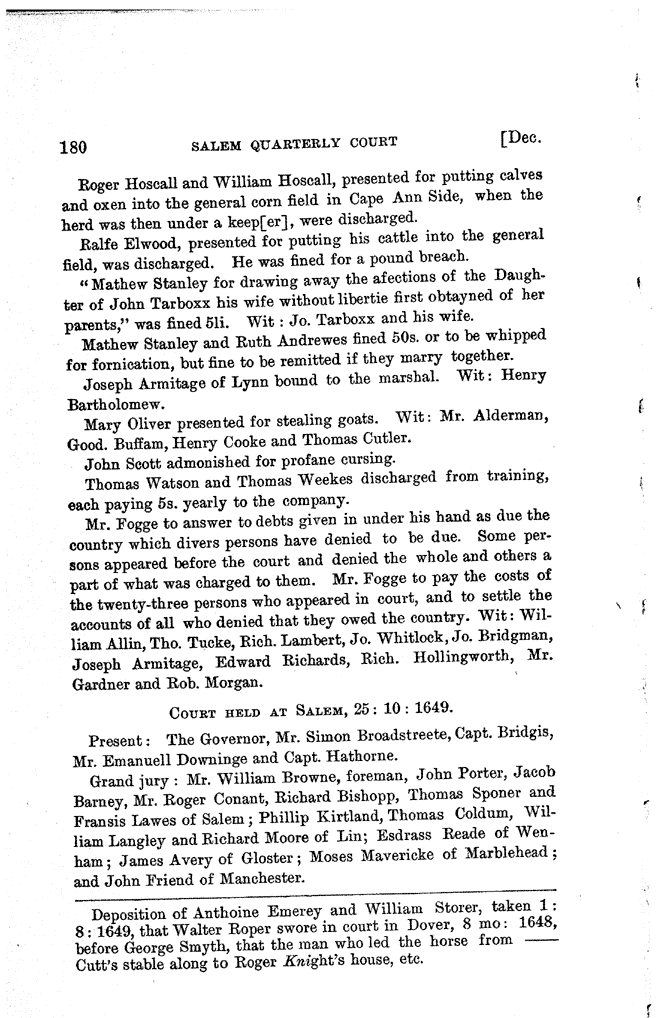 180 SALEM QUARTERLY COURT [Dec.
Roger Hoscall and William Hoscall, presented for putting calves
and oxen into the general corn field in Cape Ann Side, when the
herd was then under a keep[er], were discharged.
Ralfe Elwood, presented for putting his cattle into the general
field, was discharged. He was fined for a pound breach.
"Mathew Stanley for drawing away the afections of the Daugh-
ter of John Tarboxx his wife without libertie first obtayned of her
parents," was fined 5li. Wit : Jo. Tarboxx and his wife.
Mathew Stanley and Ruth Andrewes fined 50s. or to be whipped
for fornication, but fine to be remitted if they marry together.
Joseph Armitage of Lynn bound to the marshal. Wit: Henry
Bartholomew.
Mary Oliver presented for stealing goats. Wit: Mr. Alderman,
Good. Buffam, Henry Cooke and Thomas Cutler.
John Scott admonished for profane cursing.
Thomas Watson and Thomas Weekes discharged from training,
each paying 5s. yearly to the company.
Mr. Fogge to answer to debts given in under his hand as due the
country which divers persons have denied to be due. Some per-
sons appeared before the court and denied the whole and others a
part of what was charged to them. Mr. Fogge to pay the costs of
the twenty-three persons who appeared in court, and to settle the
accounts of all who denied that they owed the country. Wit: Wil-
liam Allin, Tho. Tucke, Rich. Lambert, Jo. Whitlock, Jo. Bridgman,
Joseph Armitage, Edward Richards, Rich. Hollingworth, Mr.
Gardner and Rob. Morgan.
COURT HELD AT SALEM, 25: 10 : 1649.
Present: The Governor, Mr. Simon Broadstreete, Capt. Bridgis,
Mr. Emanuell Downinge and Capt. Hathorne.
Grand jury : Mr. William Browne, foreman, John Porter, Jacob
Barney, Mr. Roger Conant, Richard Bishopp, Thomas Sponer and
Fransis Lawes of Salem; Phillip Kirtland, Thomas Coldum, Wil-
liam Langley and Richard Moore of Lin; Esdrass Reade of Wen-
ham; James Avery of Gloster; Moses Mavericke of Marblehead;
and John Friend of Manchester.
Deposition of Anthoine Emerey and William Storer, taken 1:
8: 1649, that Walter Roper swore in court in Dover, 8 mo: 1648,
before George Smyth, that the man who led the horse from ——
Cutt's stable along to Roger Knight's house, etc.